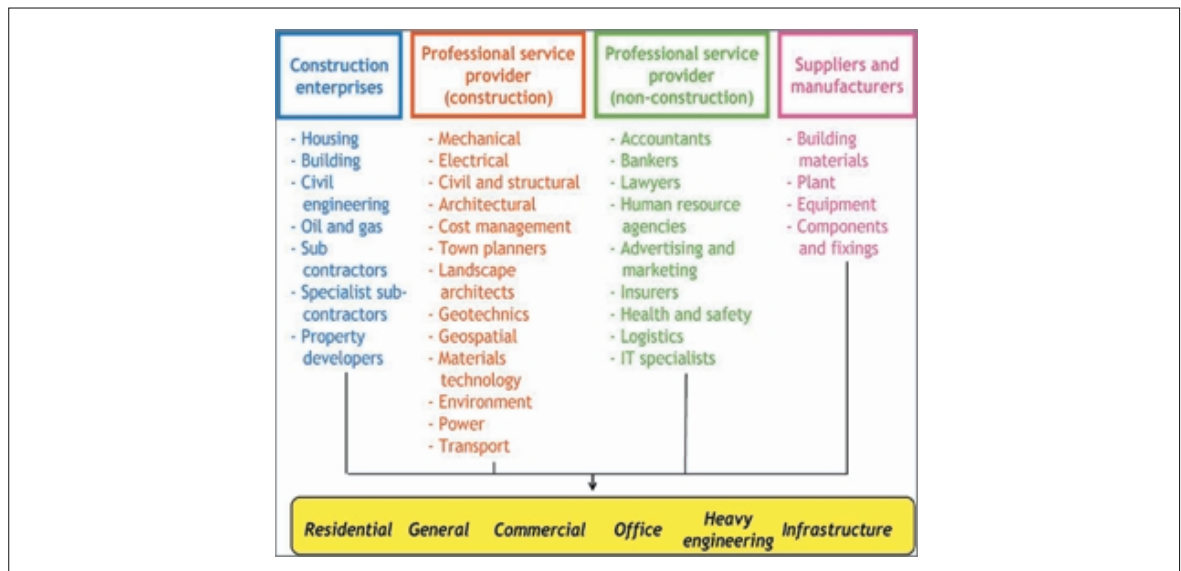 Construction
enterprises
Professional service
provider
(construction)
Professional service
provider
(non-construction)
Suppliers and
manufacturers
- Housing
- Building
- Civil
engineering
- Oil and gas
- Sub
contractors
- Specialist sub-
contractors
- Property
developers
- Mechanical
- Electrical
- Civil and structural
- Architectural
- Cost management
- Town planners
- Landscape
architects
- Geotechnics
- Geospatial
- Materials
technology
- Environment
- Power
- Transport
- Accountants
- Bankers
- Lawyers
- Human resource
agencies
- Advertising and
marketing
- Insurers
- Health and safety
- Logistics
- IT specialists
- Building
materials
- Plant
- Equipment
- Components
and fixings
Residential
General
Commercial
Office
Heavy
engineering
Infrastructure